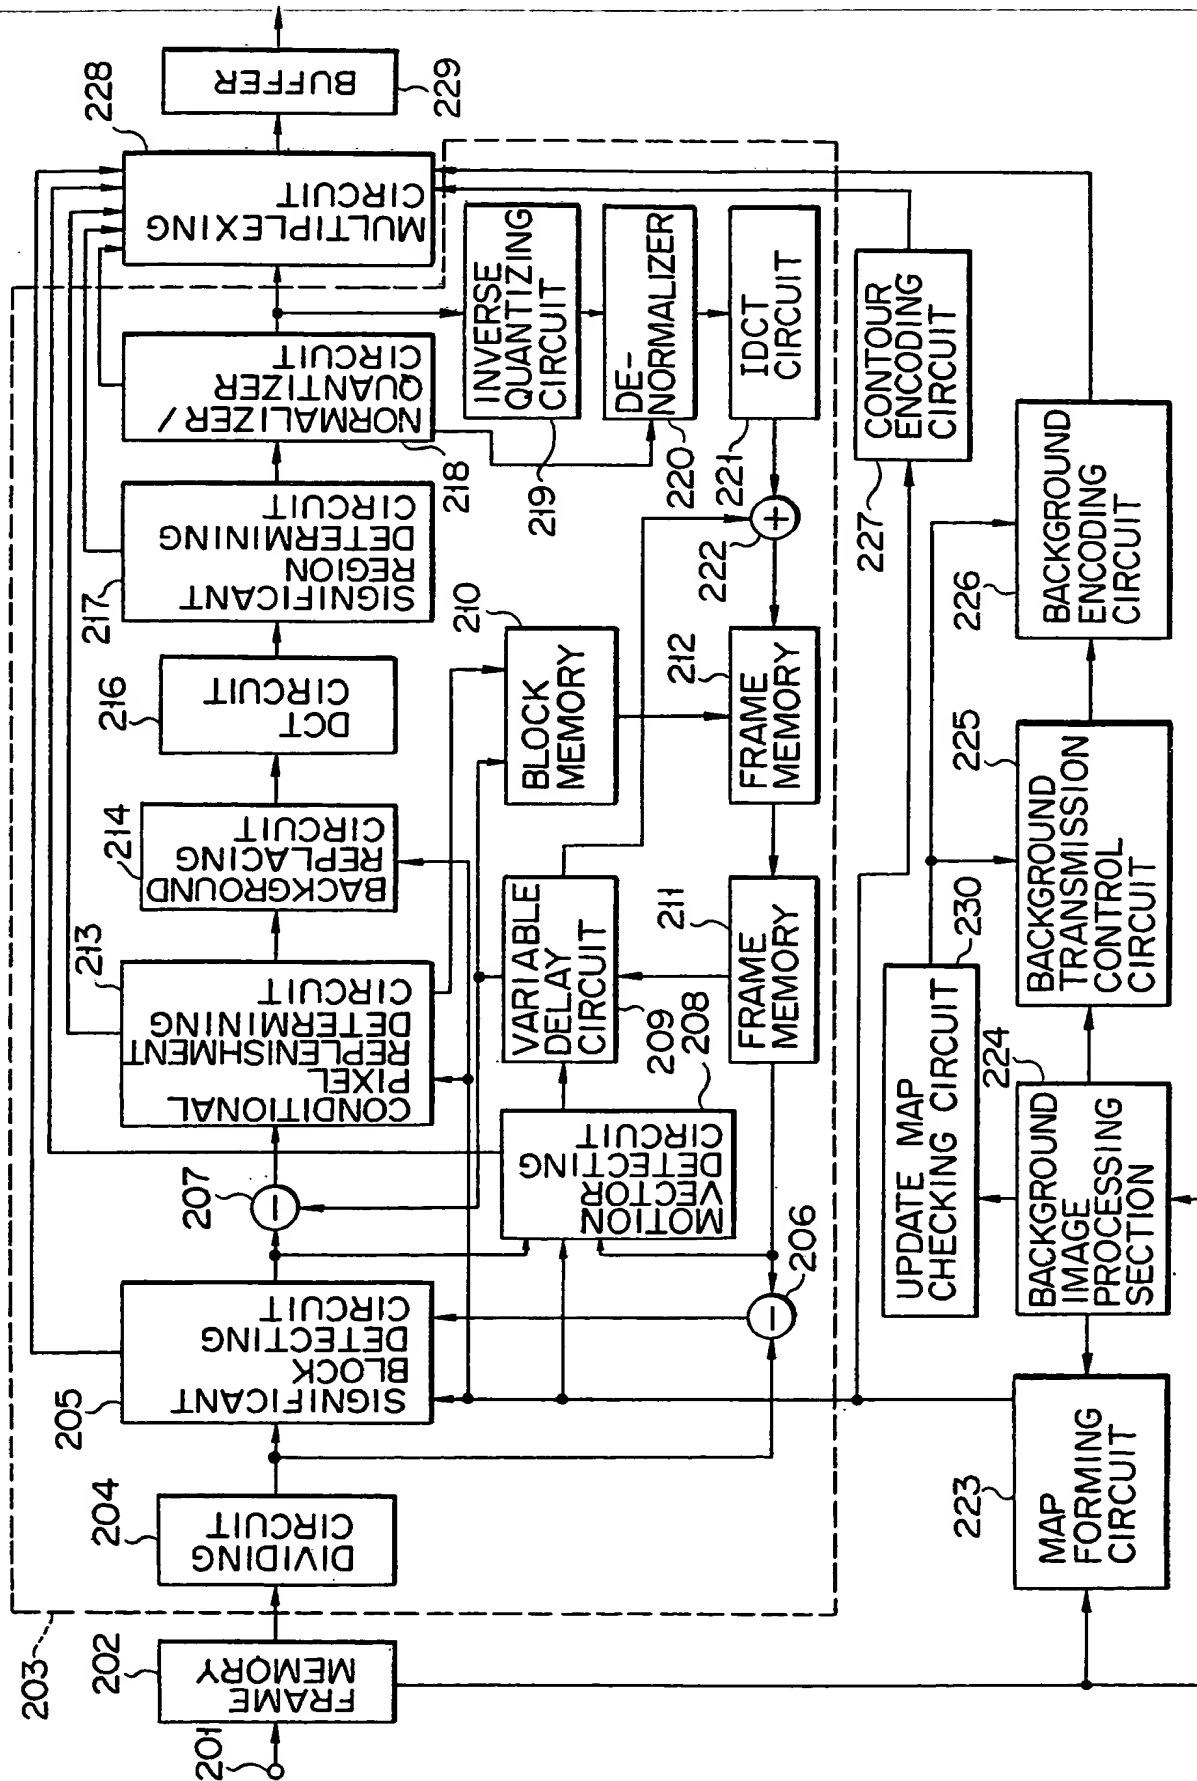 201
FRAME
MEMORY
202
203
DIVIDING
CIRCUIT
204
SIGNIFICANT
BLOCK
DETECTING
CIRCUIT
205
206
207
CONDITIONAL
PIXEL
REPLENISHMENT
DETERMINING
CIRCUIT
213
BACKGROUND
REPLACING
CIRCUIT
214
DCT
CIRCUIT
216
SIGNIFICANT
REGION
DETERMINING
CIRCUIT
217
NORMALIZER/
QUANTIZER
CIRCUIT
218
MULTIPLEXING
CIRCUIT
228
BUFFER
229
MOTION
VECTOR
DETECTING
CIRCUIT
208
VARIABLE
DELAY
CIRCUIT
209
BLOCK
MEMORY
210
FRAME
MEMORY
211
FRAME
MEMORY
212
INVERSE
QUANTIZING
CIRCUIT
219
DE-
NORMALIZER
220
IDCT
CIRCUIT
221
+
222
MAP
FORMING
CIRCUIT
223
BACKGROUND
IMAGE
PROCESSING
SECTION
224
UPDATE MAP
CHECKING CIRCUIT
230
BACKGROUND
TRANSMISSION
CONTROL
CIRCUIT
225
BACKGROUND
ENCODING
CIRCUIT
226
CONTOUR
ENCODING
CIRCUIT
227